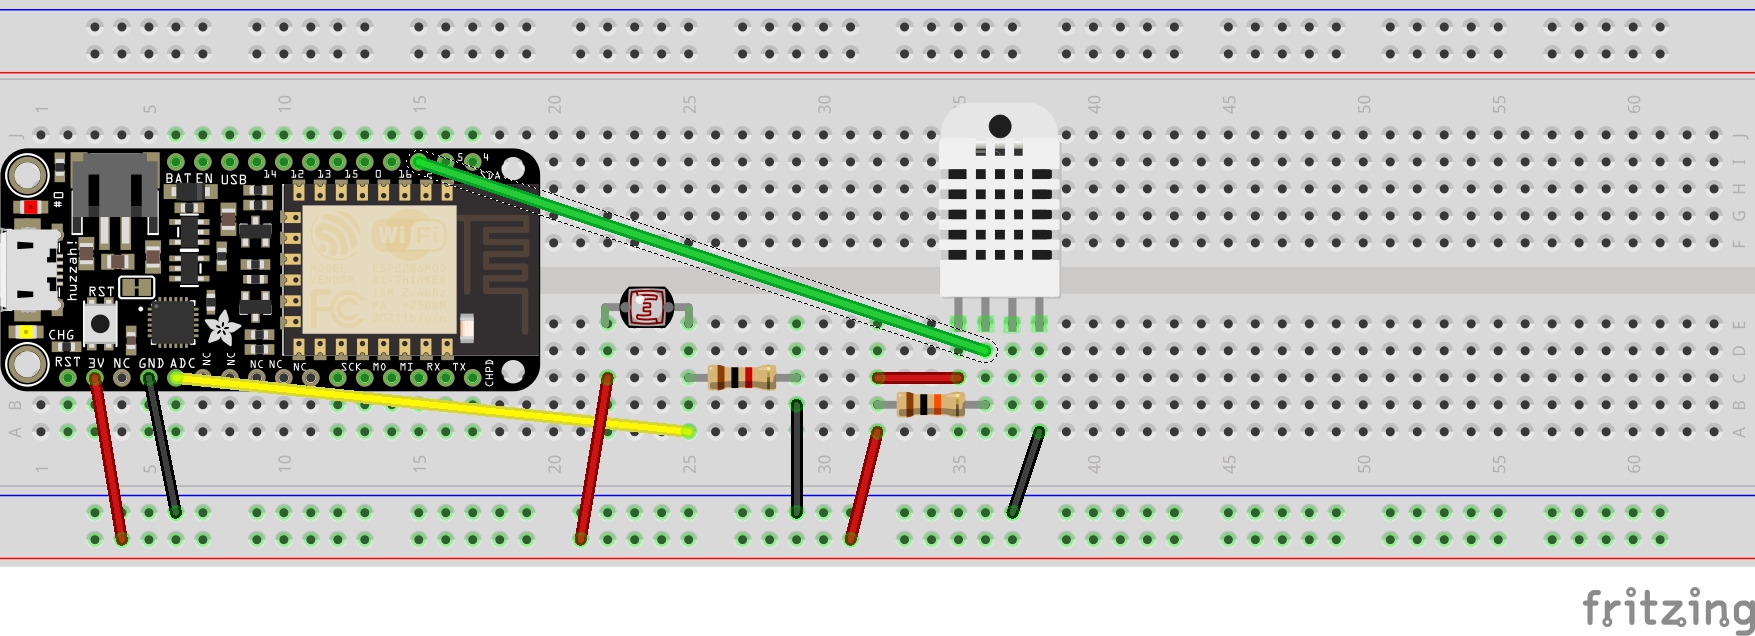 1 5 10 15 20 25 30 35 40 45 50 55 60
J
I
H
G
F
5 4
BAT EN USB 14 12 13 15 0 16 2 SDA
#0
huzzah!
WiFi
FC
RST
CHG
RST 3V NC GND ADC NC NC NC NC NC SCK MO MI RX TX CHPD
E
D
C
B B
A A
1 5 10 15 20 25 30 35 40 45 50 55 60
fritzing